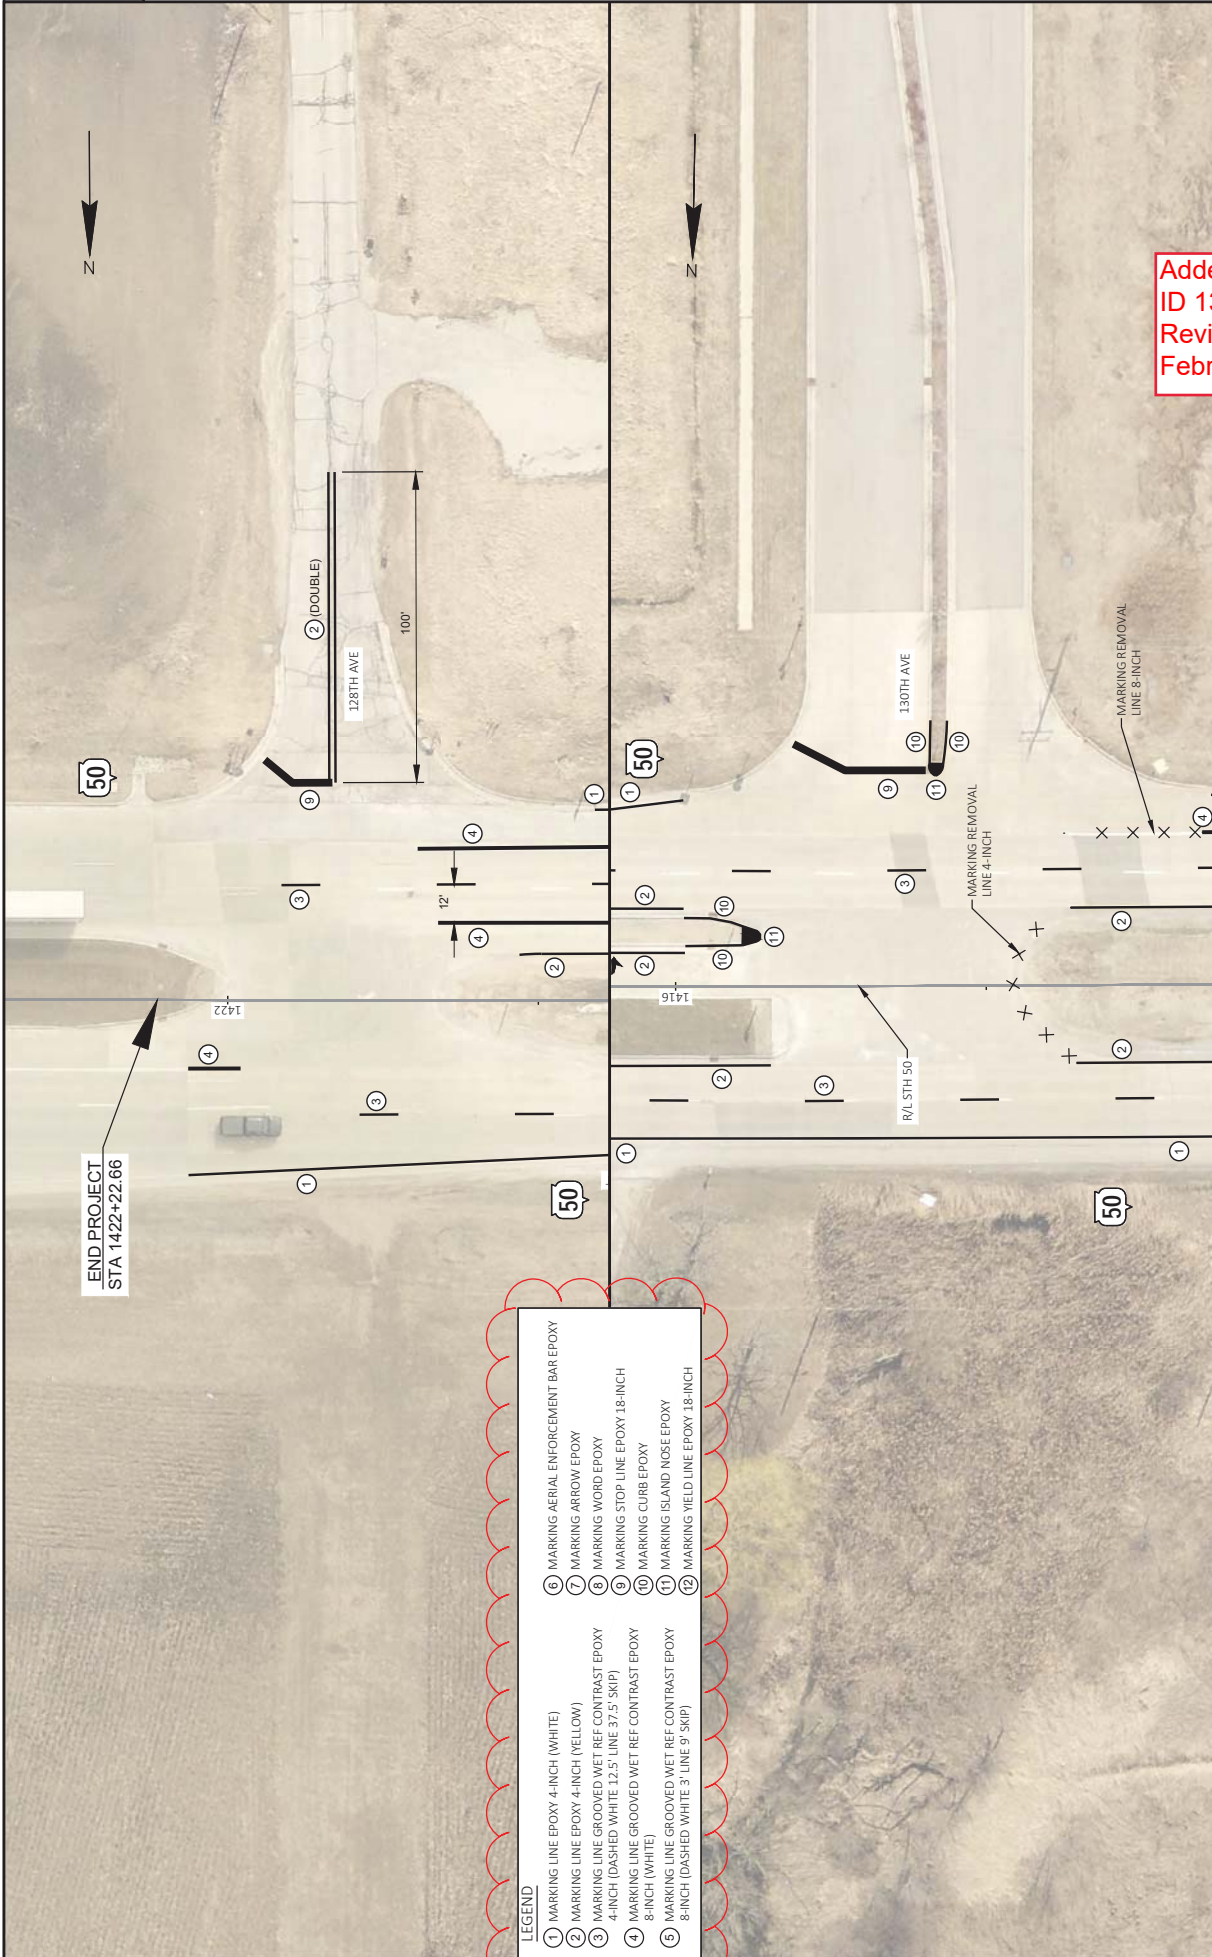 N
50
② (DOUBLE)
100'
128TH AVE
⑨
①
④
③
12'
④
②
1422
④
③
END PROJECT
STA 1422+22.66
①
50
N
Adde
ID 13
Revi
Febr
50
①
130TH AVE
⑩
⑩
⑨
⑪
MARKING REMOVAL
LINE 8-INCH
MARKING REMOVAL
LINE 4-INCH
④
③
②
⑩
⑪
⑩
②
②
1416
②
②
③
R/L STH 50
①
①
50
LEGEND
① MARKING LINE EPOXY 4-INCH (WHITE)
② MARKING LINE EPOXY 4-INCH (YELLOW)
③ MARKING LINE GROOVED WET REF CONTRAST EPOXY
4-INCH (DASHED WHITE 12.5' LINE 37.5' SKIP)
④ MARKING LINE GROOVED WET REF CONTRAST EPOXY
8-INCH (WHITE)
⑤ MARKING LINE GROOVED WET REF CONTRAST EPOXY
8-INCH (DASHED WHITE 3' LINE 9' SKIP)
⑥ MARKING AERIAL ENFORCEMENT BAR EPOXY
⑦ MARKING ARROW EPOXY
⑧ MARKING WORD EPOXY
⑨ MARKING STOP LINE EPOXY 18-INCH
⑩ MARKING CURB EPOXY
⑪ MARKING ISLAND NOSE EPOXY
⑫ MARKING YIELD LINE EPOXY 18-INCH